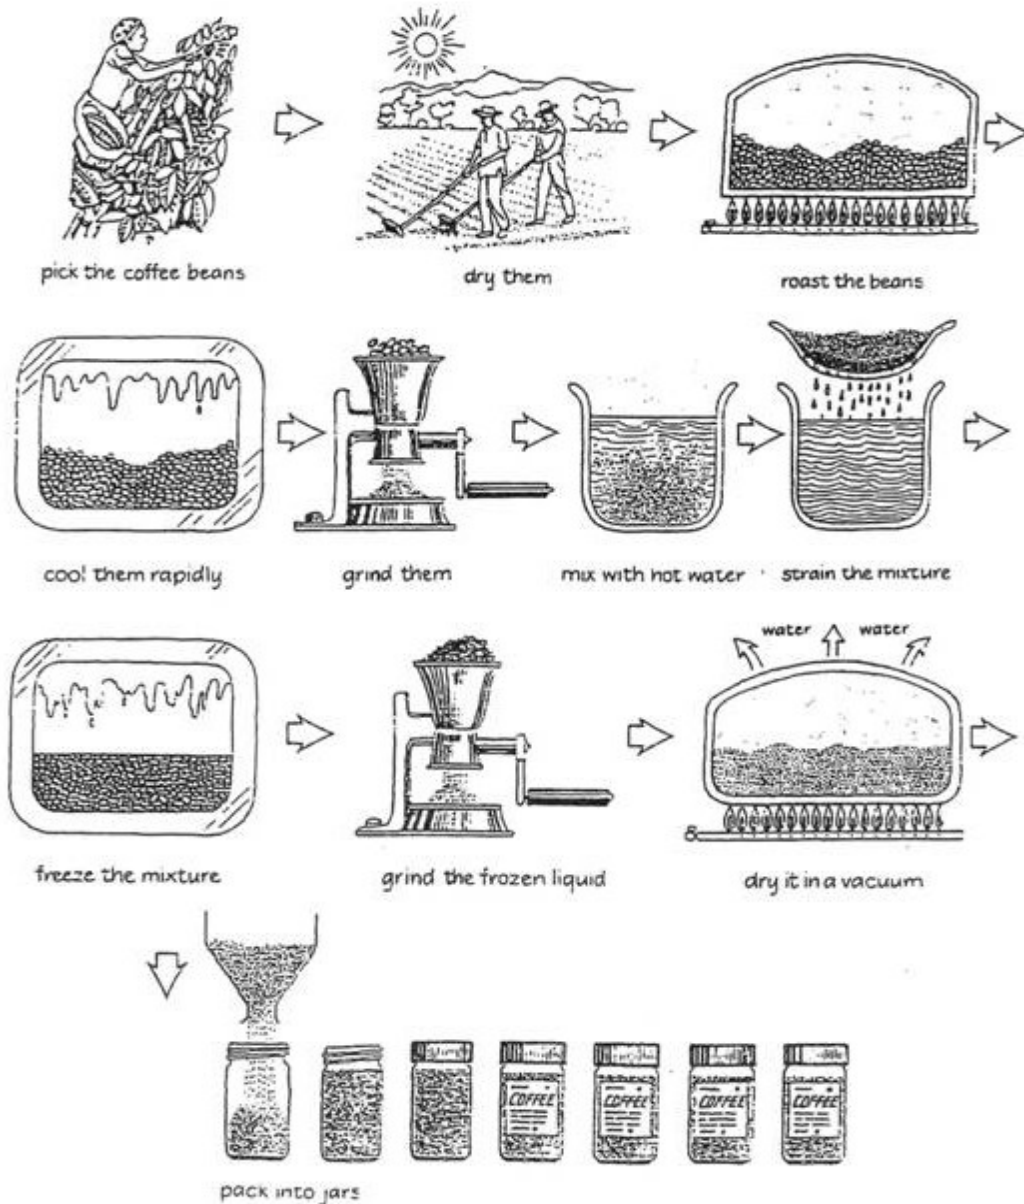 pick the coffee beans
dry them
roast the beans
cool them rapidly
grind them
mix with hot water
strain the mixture
water water
freeze the mixture
grind the frozen liquid
dry it in a vacuum
COFFEE COFFEE COFFEE COFFEE
pack into jars